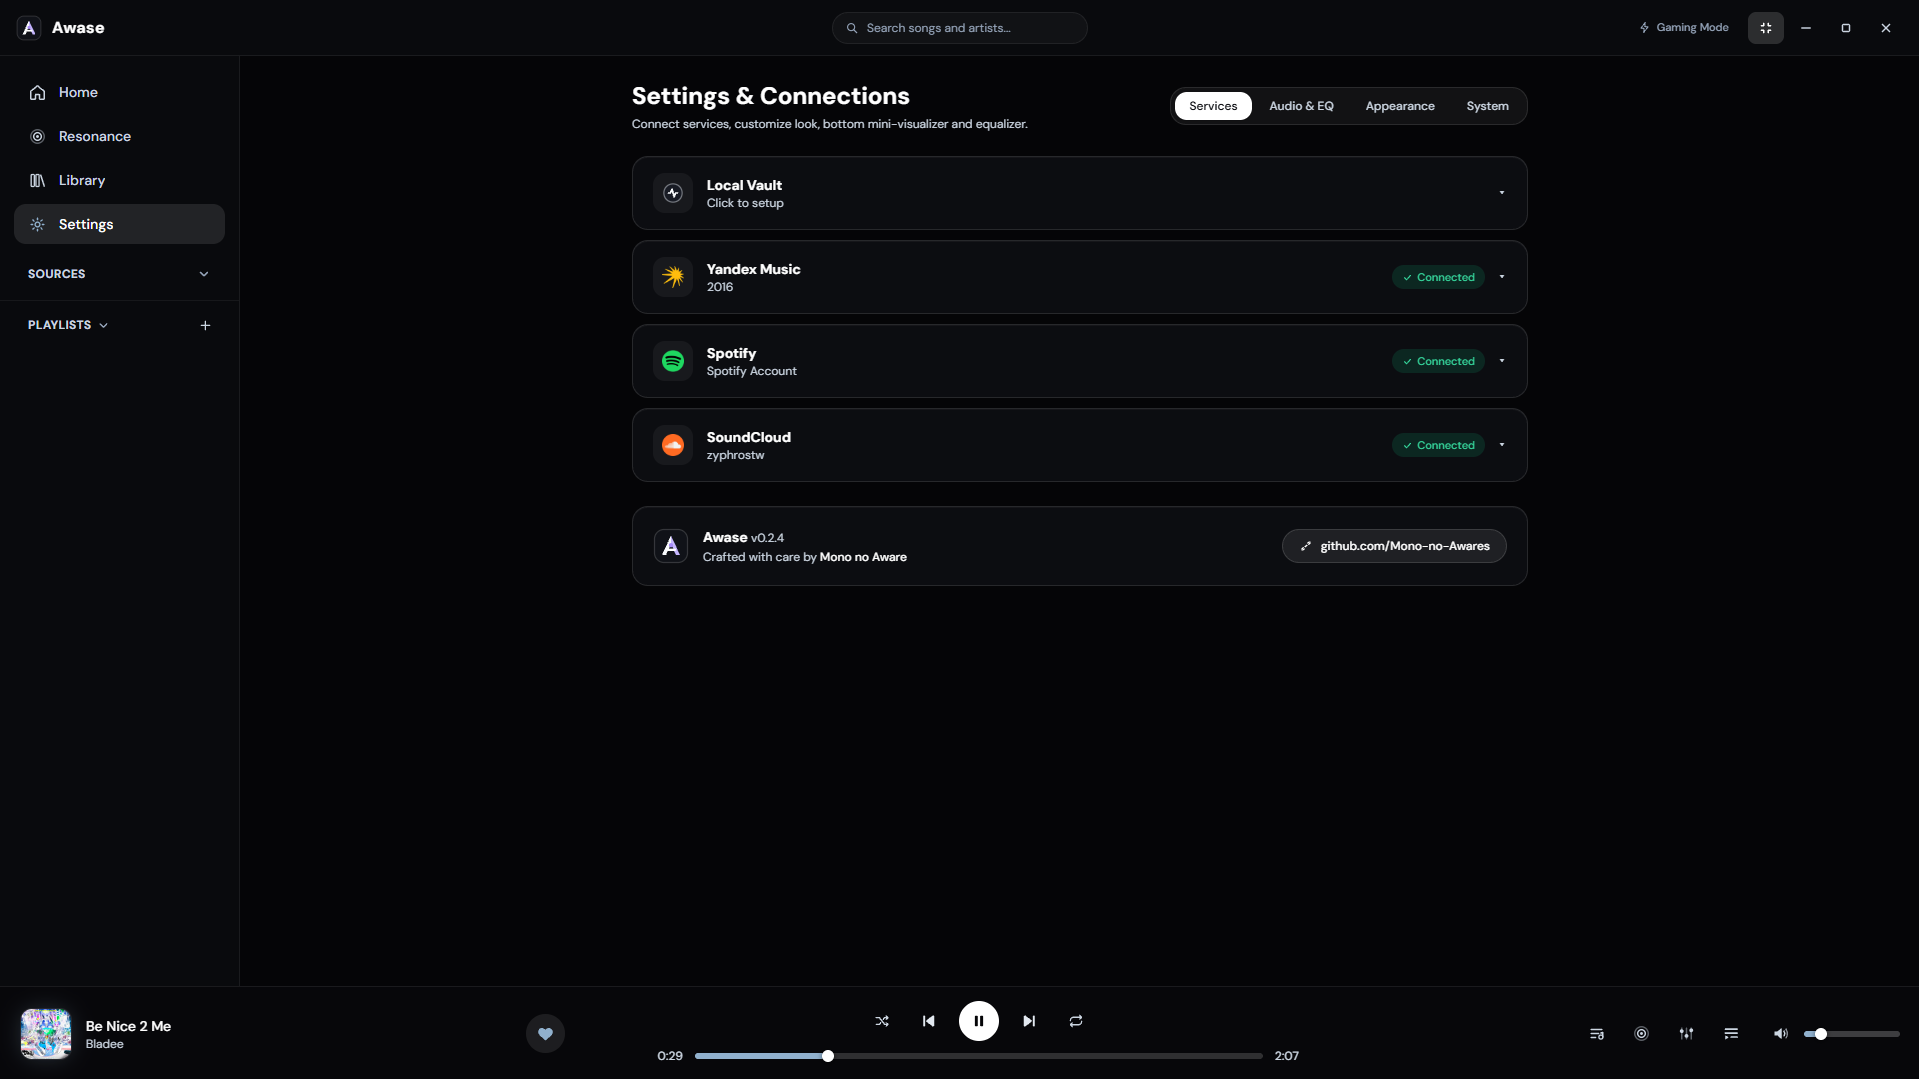 Awase
Search songs and artists...
Gaming Mode
Home
Resonance
Library
Settings
SOURCES
PLAYLISTS
Settings & Connections
Connect services, customize look, bottom mini-visualizer and equalizer.
Services
Audio & EQ
Appearance
System
Local Vault
Click to setup
Yandex Music
2016
Connected
Spotify
Spotify Account
Connected
SoundCloud
zyphrostw
Connected
Awase v0.2.4
Crafted with care by Mono no Aware
github.com/Mono-no-Awares
Be Nice 2 Me
Bladee
0:29
2:07